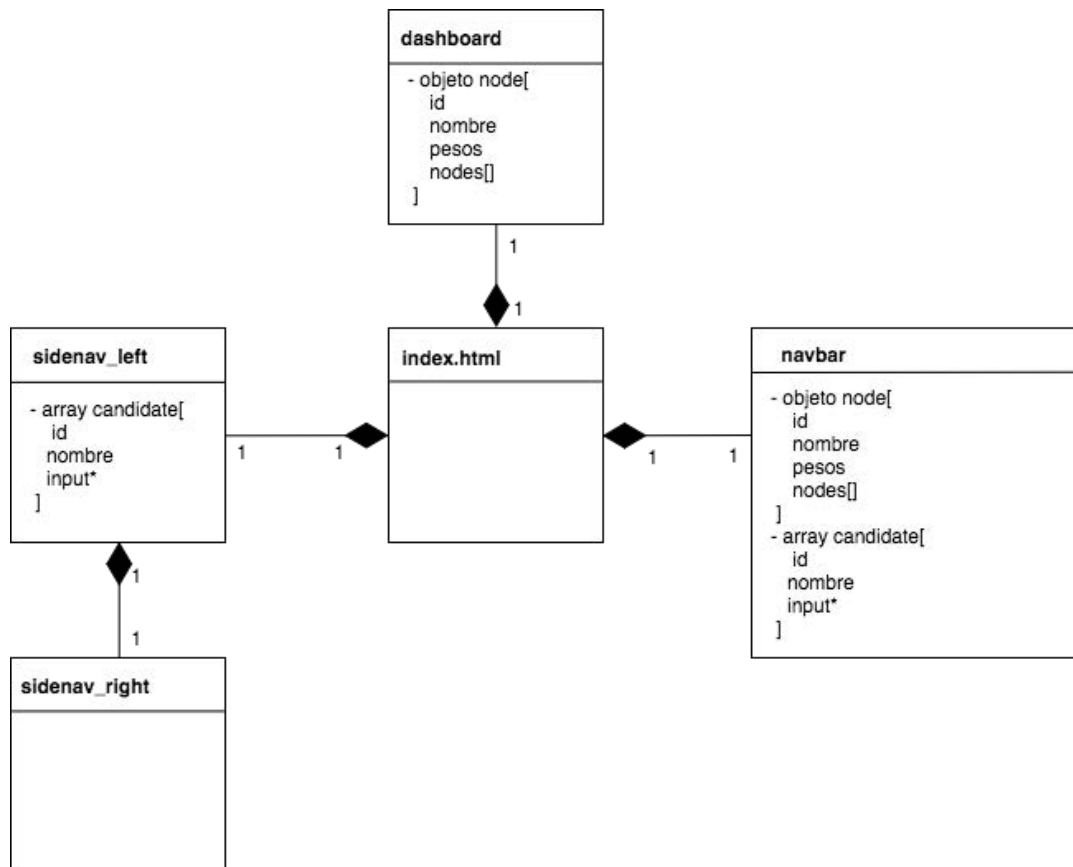 dashboard
- objeto node[
id
nombre
pesos
nodes[]
]
1
1
sidenav_left
- array candidate[
id
nombre
input*
]
1
1
index.html
1
1
navbar
- objeto node[
id
nombre
pesos
nodes[]
]
- array candidate[
id
nombre
input*
]
1
1
sidenav_right